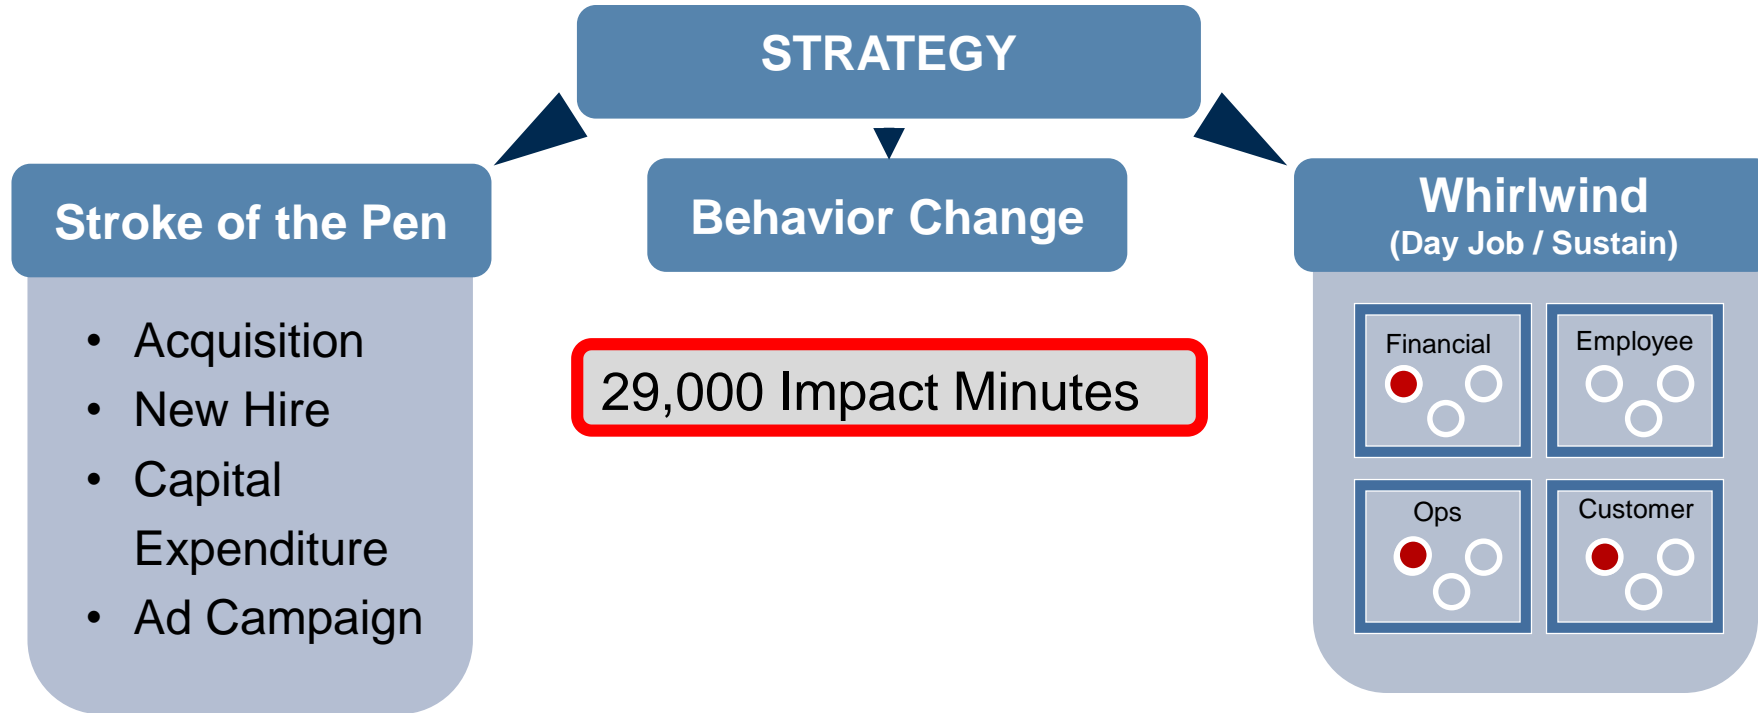 STRATEGY
Stroke of the Pen
• Acquisition
• New Hire
• Capital
Expenditure
• Ad Campaign
Behavior Change
29,000 Impact Minutes
Whirlwind
(Day Job / Sustain)
Financial
Employee
Ops
Customer